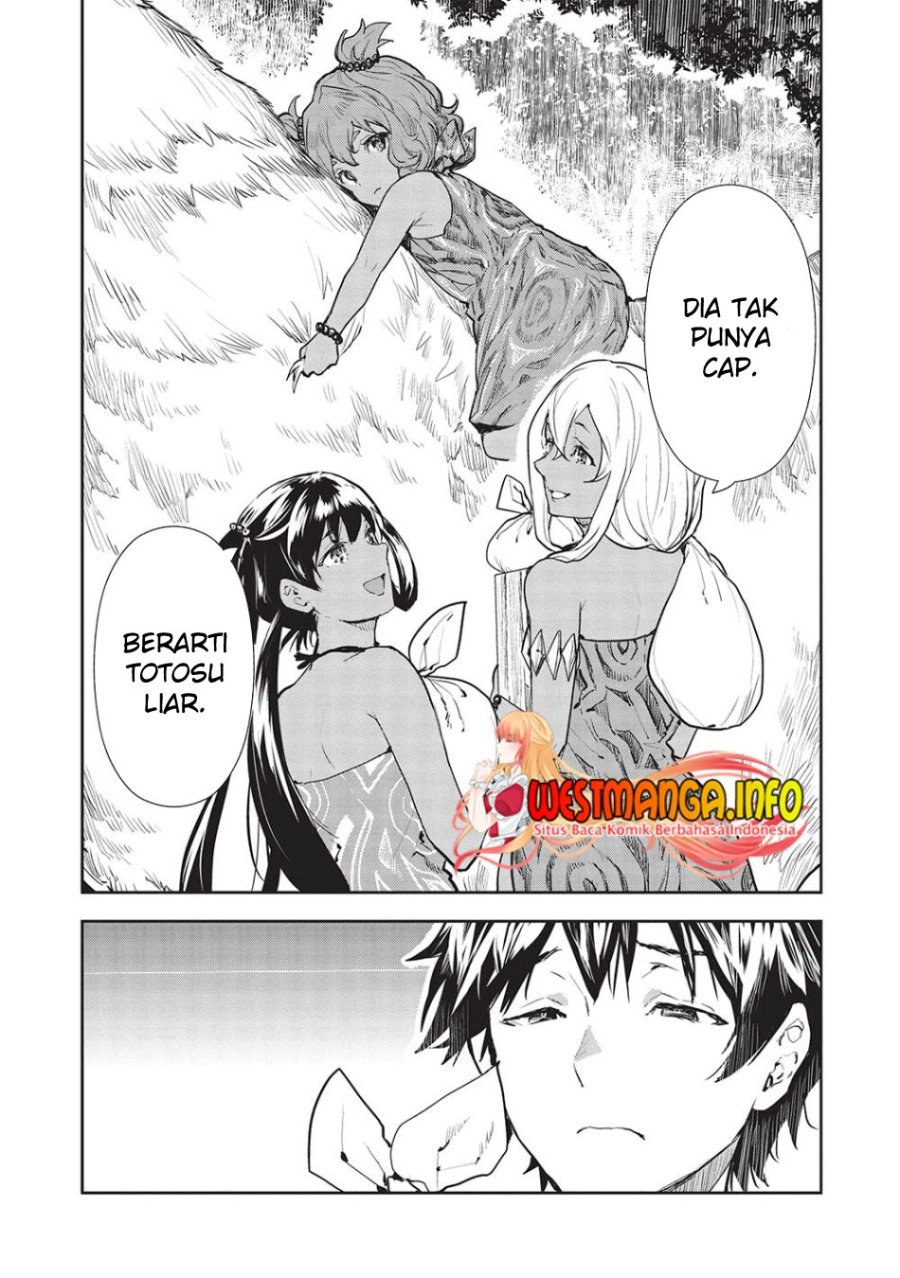 DIA TAK
PUNYA
CAP.
BERARTI
TOTOSU
LIAR.
WESTMANGA.INFO
Situs Baca Komik Berbahasa Indonesia